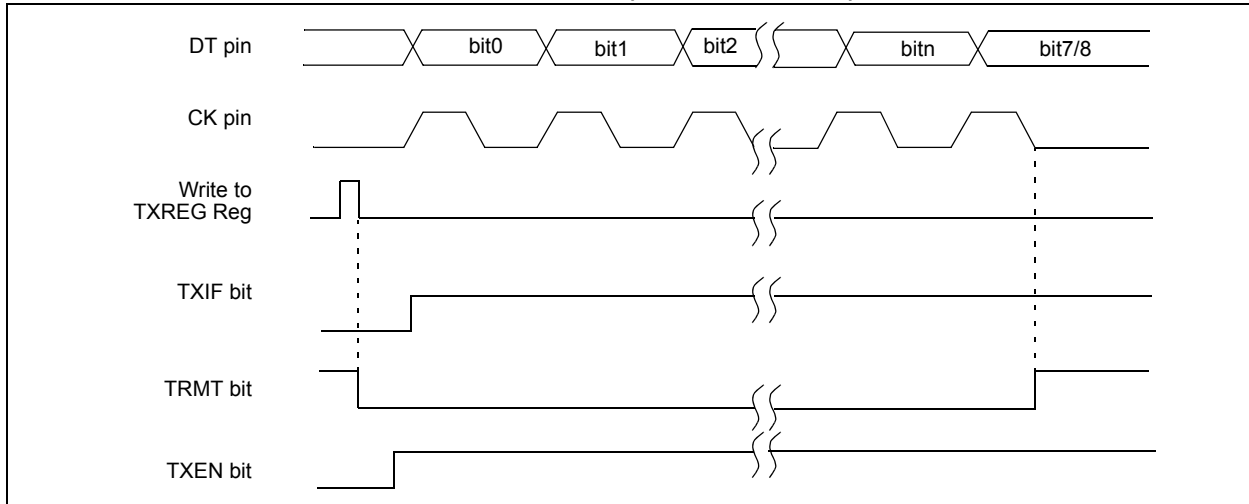 DT pin
bit0
bit1
bit2
bitn
bit7/8
CK pin
Write to
TXREG Reg
TXIF bit
TRMT bit
TXEN bit